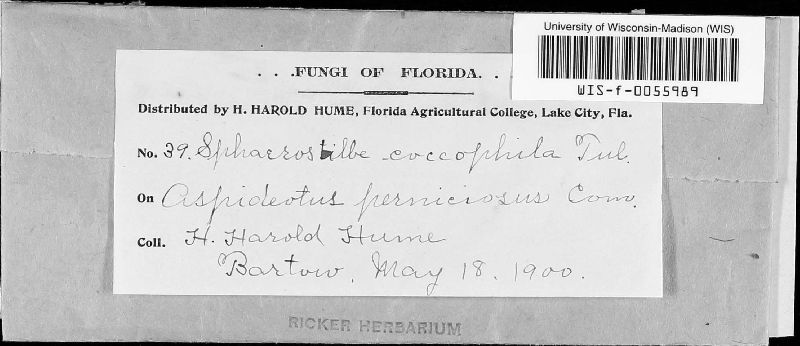 University of Wisconsin-Madison (WIS)
WIS-f-0055989
. . .FUNGI OF FLORIDA. .
Distributed by H. HAROLD HUME, Florida Agricultural College, Lake City, Fla.
No. 39. Sphaerostilbe coccophila Tul.
On Aspideotus perniciosus Com.
Coll. H. Harold Hume
Bartow, May 18, 1900.
RICKER HERBARIUM